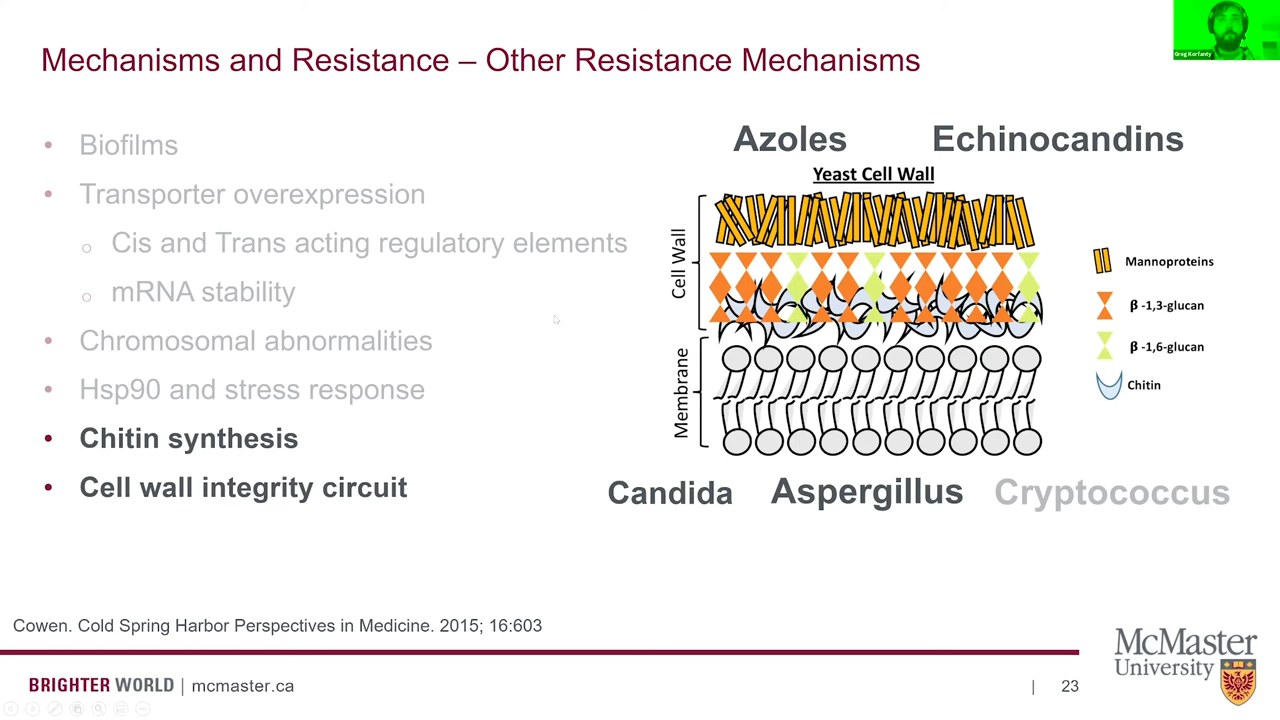 Greg Korfanty
Mechanisms and Resistance – Other Resistance Mechanisms
• Biofilms
• Transporter overexpression
o Cis and Trans acting regulatory elements
o mRNA stability
• Chromosomal abnormalities
• Hsp90 and stress response
• Chitin synthesis
• Cell wall integrity circuit
Azoles Echinocandins
Yeast Cell Wall
Cell Wall
Membrane
Mannoproteins
β -1,3-glucan
β -1,6-glucan
Chitin
Candida Aspergillus Cryptococcus
Cowen. Cold Spring Harbor Perspectives in Medicine. 2015; 16:603
BRIGHTER WORLD | mcmaster.ca
| 23
McMaster
University